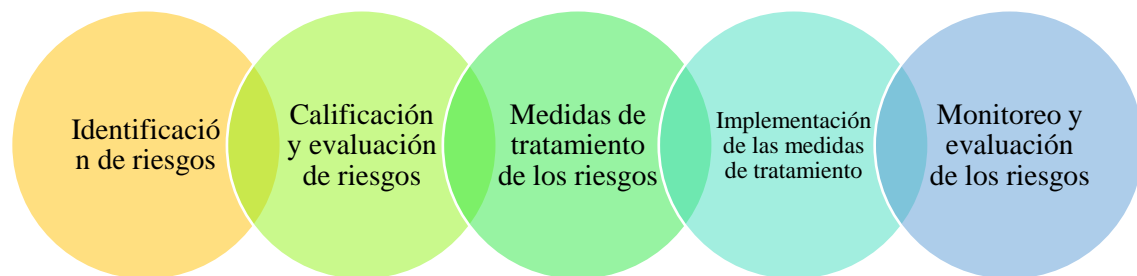 Identificació
n de riesgos
Calificación
y evaluación
de riesgos
Medidas de
tratamiento
de los riesgos
Implementación
de las medidas
de tratamiento
Monitoreo y
evaluación
de los riesgos